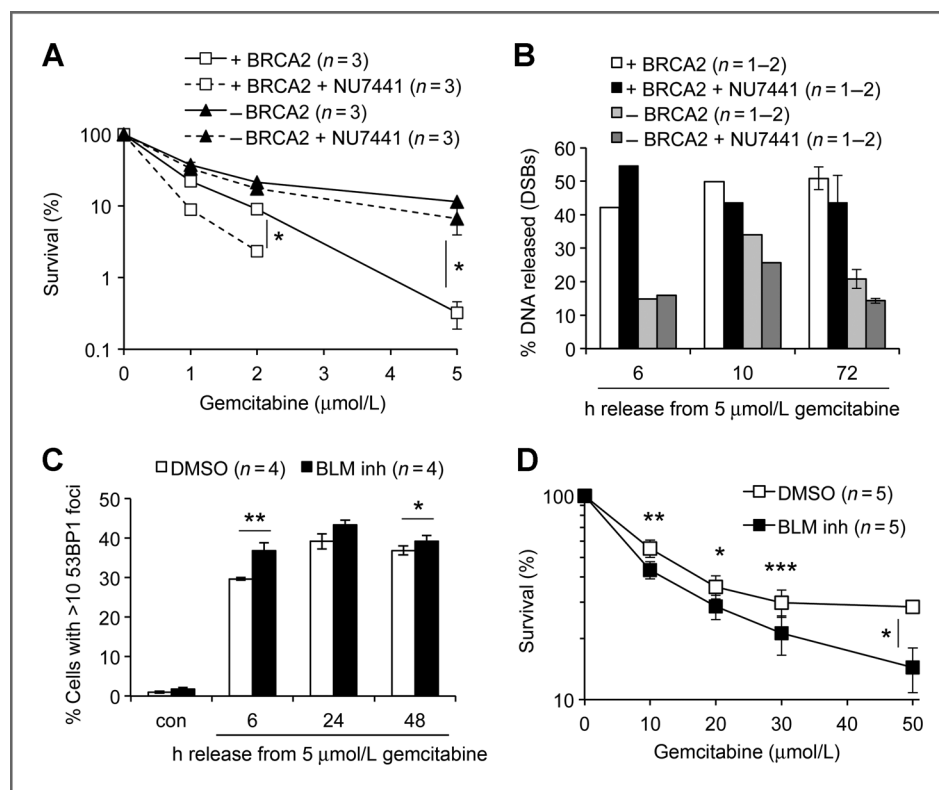 A
+ BRCA2 (n = 3)
+ BRCA2 + NU7441 (n = 3)
– BRCA2 (n = 3)
– BRCA2 + NU7441 (n = 3)
Survival (%)
100
10
1
0.1
*
*
0 1 2 3 4 5
Gemcitabine (μmol/L)
B
+ BRCA2 (n = 1–2)
+ BRCA2 + NU7441 (n = 1–2)
– BRCA2 (n = 1–2)
– BRCA2 + NU7441 (n = 1–2)
% DNA released (DSBs)
60
50
40
30
20
10
0
6 10 72
h release from 5 μmol/L gemcitabine
C
DMSO (n = 4) BLM inh (n = 4)
% Cells with >10 53BP1 foci
50
40
30
20
10
0
** *
con 6 24 48
h release from 5 μmol/L gemcitabine
D
DMSO (n = 5)
BLM inh (n = 5)
Survival (%)
100
10
** * ***
*
0 10 20 30 40 50
Gemcitabine (μmol/L)